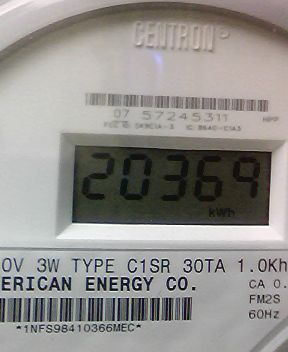 CENTRON®
07 57245311 HPP
20369
kWh
0V 3W TYPE C1SR 30TA 1.0Kh
ERICAN ENERGY CO. CA 0.
FM2S
60Hz
*1NFS98410366MEC*